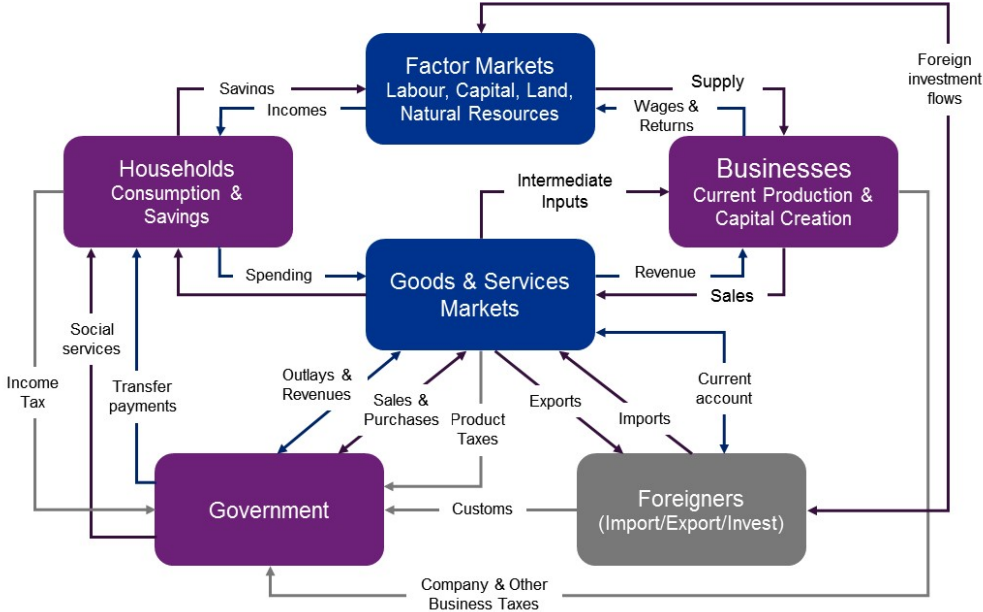 Factor Markets
Labour, Capital, Land,
Natural Resources
Foreign
investment
flows
Savings
Incomes
Supply
Wages &
Returns
Households
Consumption &
Savings
Intermediate
Inputs
Businesses
Current Production &
Capital Creation
Spending
Goods & Services
Markets
Revenue
Sales
Social
services
Income
Tax
Transfer
payments
Outlays &
Revenues
Sales &
Purchases
Product
Taxes
Exports
Imports
Current
account
Government
Customs
Foreigners
(Import/Export/Invest)
Company & Other
Business Taxes